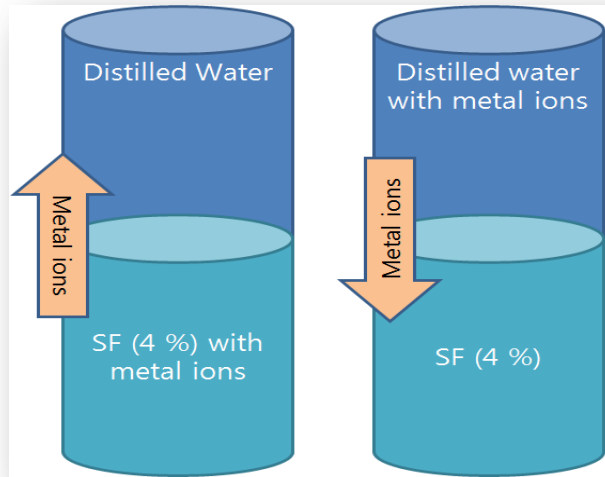 Distilled Water
Metal ions
SF (4 %) with
metal ions
Distilled water
with metal ions
Metal ions
SF (4 %)